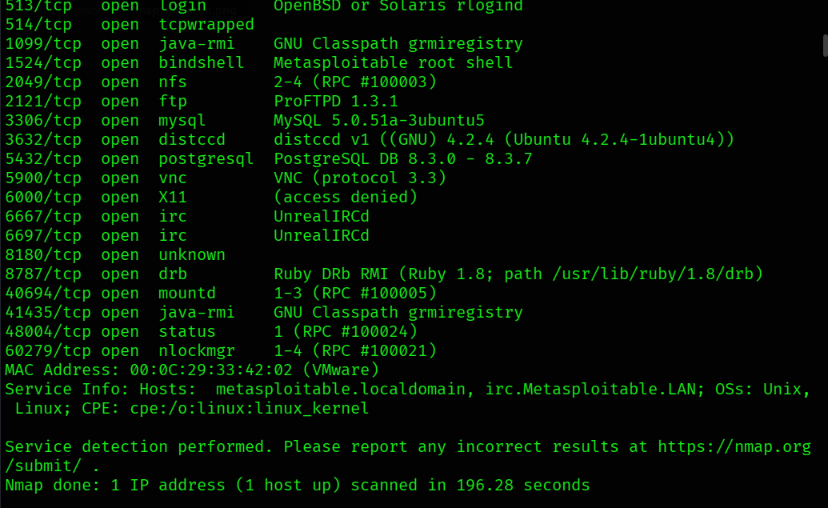 513/tcp open login OpenBSD or Solaris rlogind
514/tcp open tcpwrapped
1099/tcp open java-rmi GNU Classpath grmiregistry
1524/tcp open bindshell Metasploitable root shell
2049/tcp open nfs 2-4 (RPC #100003)
2121/tcp open ftp ProFTPD 1.3.1
3306/tcp open mysql MySQL 5.0.51a-3ubuntu5
3632/tcp open distccd distccd v1 ((GNU) 4.2.4 (Ubuntu 4.2.4-1ubuntu4))
5432/tcp open postgresql PostgreSQL DB 8.3.0 - 8.3.7
5900/tcp open vnc VNC (protocol 3.3)
6000/tcp open X11 (access denied)
6667/tcp open irc UnrealIRCd
6697/tcp open irc UnrealIRCd
8180/tcp open unknown
8787/tcp open drb Ruby DRb RMI (Ruby 1.8; path /usr/lib/ruby/1.8/drb)
40694/tcp open mountd 1-3 (RPC #100005)
41435/tcp open java-rmi GNU Classpath grmiregistry
48004/tcp open status 1 (RPC #100024)
60279/tcp open nlockmgr 1-4 (RPC #100021)
MAC Address: 00:0C:29:33:42:02 (VMware)
Service Info: Hosts:  metasploitable.localdomain, irc.Metasploitable.LAN; OSs: Unix,
Linux; CPE: cpe:/o:linux:linux_kernel
Service detection performed. Please report any incorrect results at https://nmap.org
/submit/ .
Nmap done: 1 IP address (1 host up) scanned in 196.28 seconds